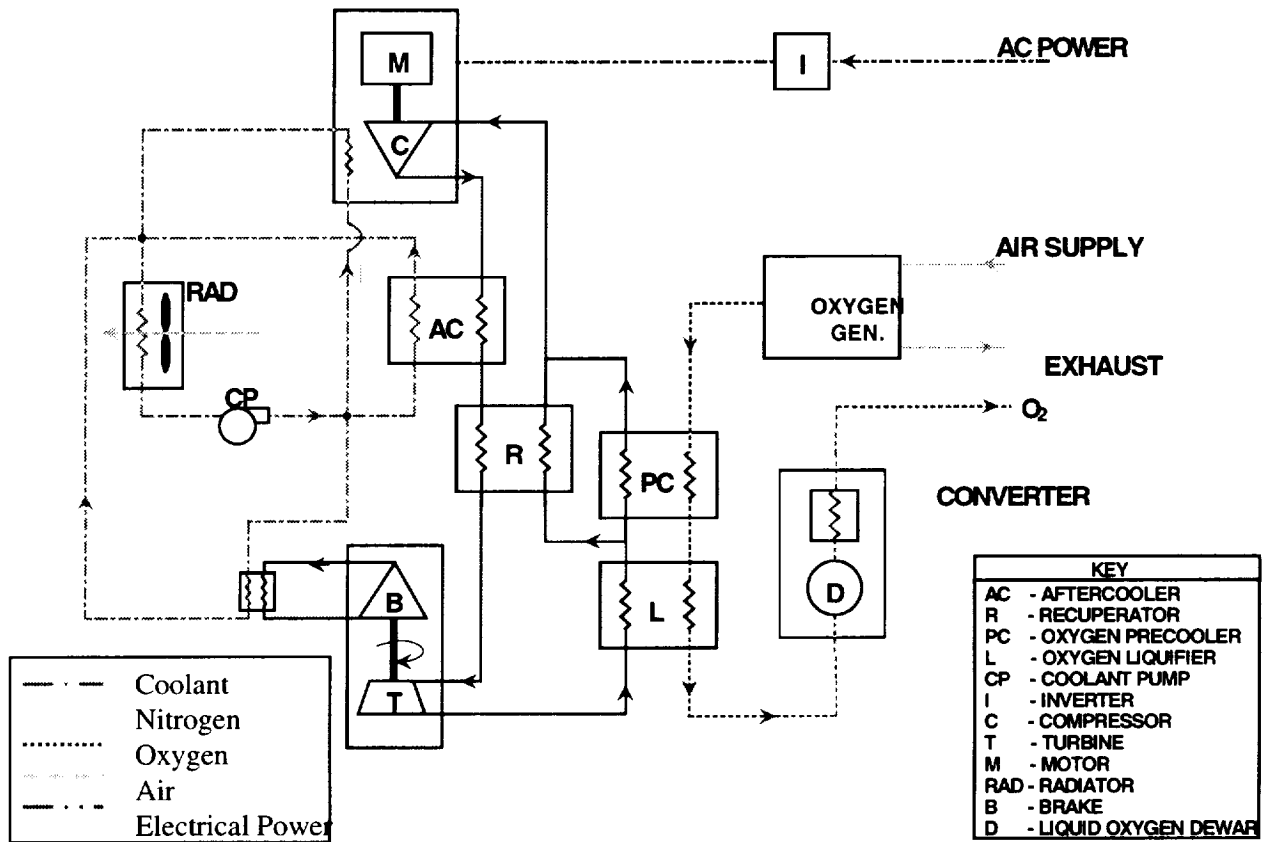 M
I
AC POWER
C
AIR SUPPLY
RAD
OXYGEN
GEN.
AC
EXHAUST
CP
O2
R
PC
CONVERTER
B
D
L
T
KEY
AC - AFTERCOOLER
R - RECUPERATOR
PC - OXYGEN PRECOOLER
L - OXYGEN LIQUIFIER
CP - COOLANT PUMP
I - INVERTER
C - COMPRESSOR
T - TURBINE
M - MOTOR
RAD - RADIATOR
B - BRAKE
D - LIQUID OXYGEN DEWAR
Coolant
Nitrogen
Oxygen
Air
Electrical Power